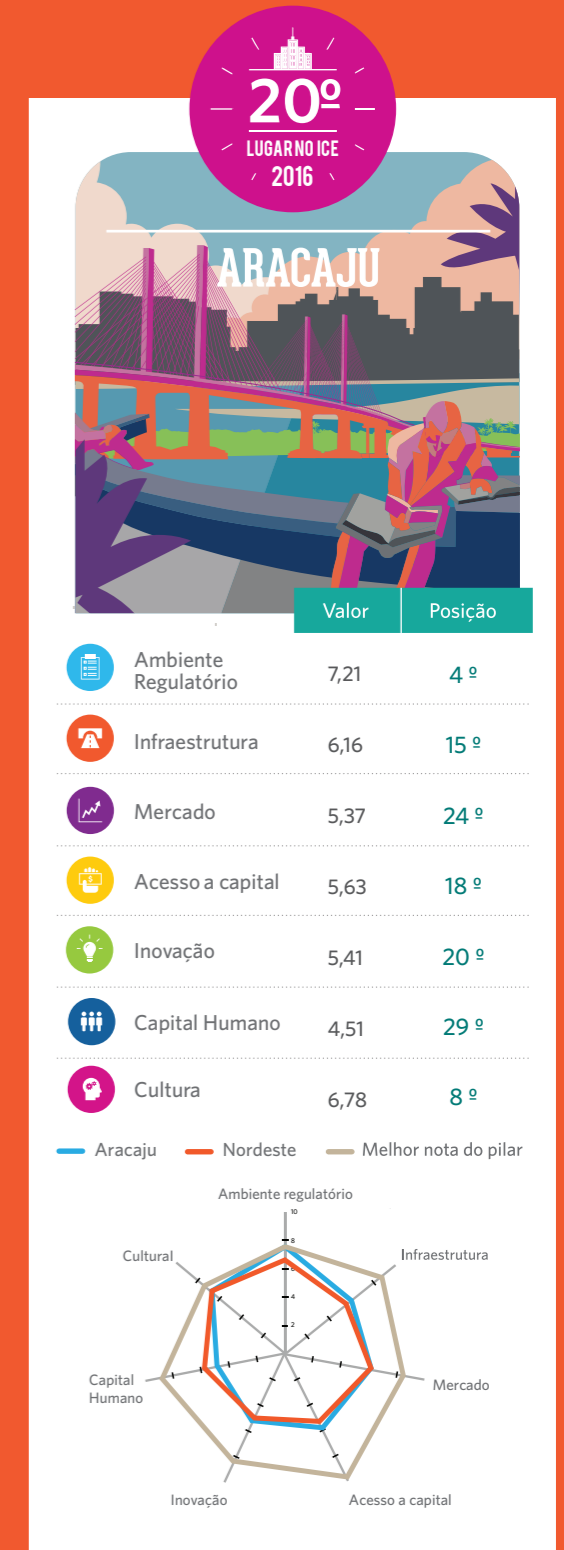 20º
LUGAR NO ICE
2016
ARACAJU
Valor Posição
Ambiente
Regulatório 7,21 4 º
Infraestrutura 6,16 15 º
Mercado 5,37 24 º
Acesso a capital 5,63 18 º
Inovação 5,41 20 º
Capital Humano 4,51 29 º
Cultura 6,78 8 º
Aracaju Nordeste Melhor nota do pilar
Ambiente regulatório
10
8
6
4
2
Cultural
Infraestrutura
Capital
Humano
Mercado
Inovação
Acesso a capital